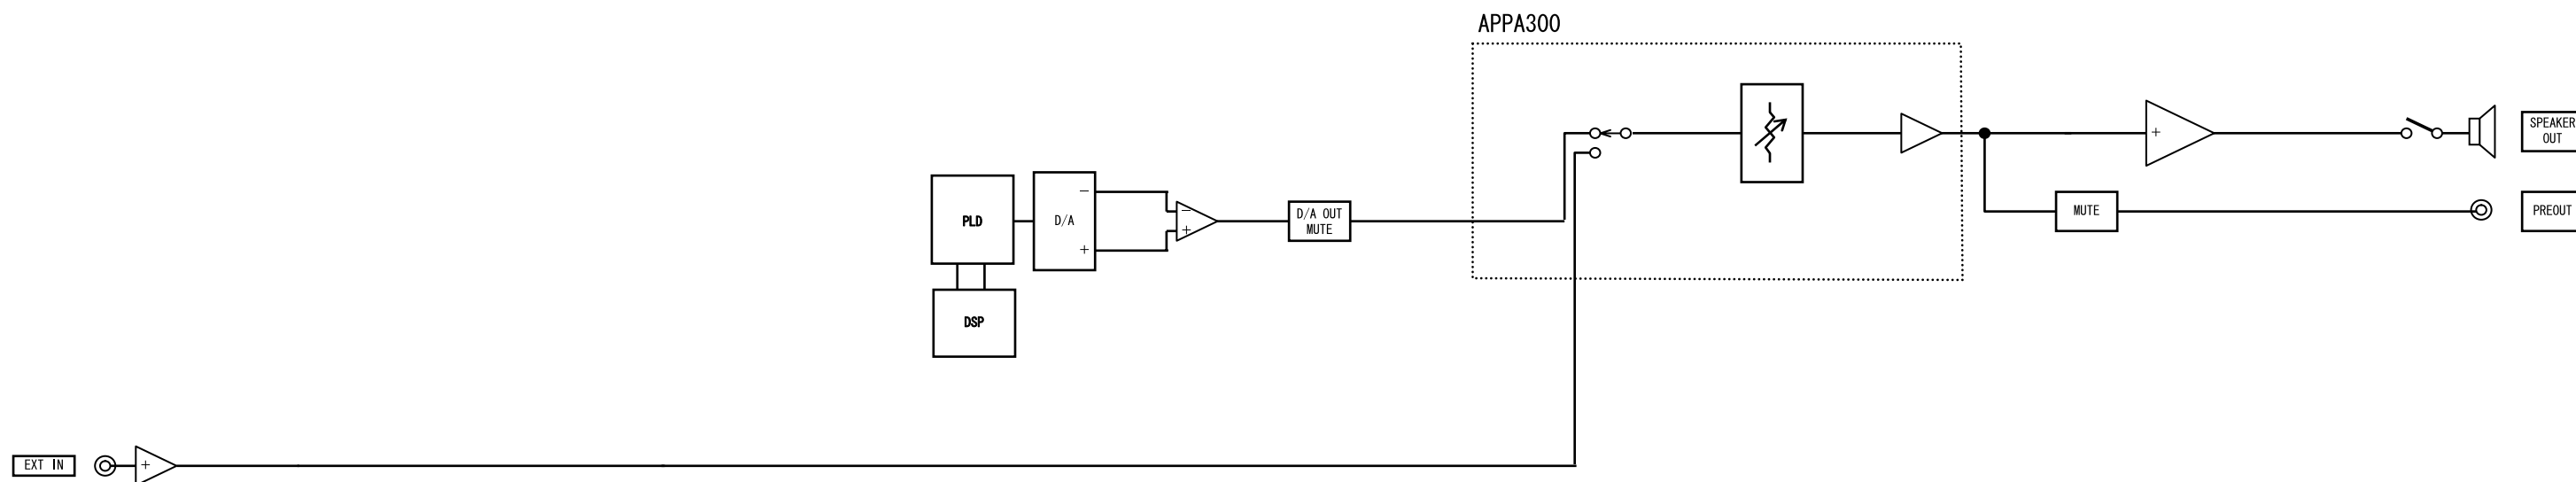 APPA300
SPEAKER
OUT
PLD
−
D/A
+
−
+
D/A OUT
MUTE
+
MUTE
PREOUT
DSP
EXT IN
+